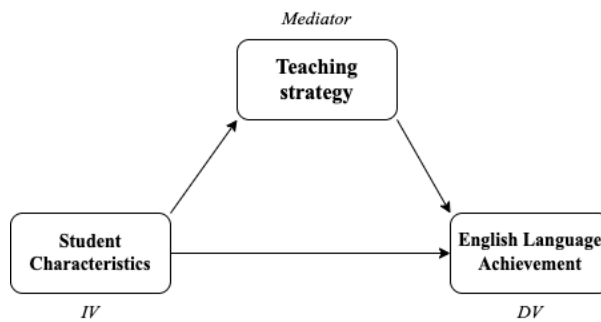 Mediator
Teaching
strategy
Student
Characteristics
English Language
Achievement
IV
DV